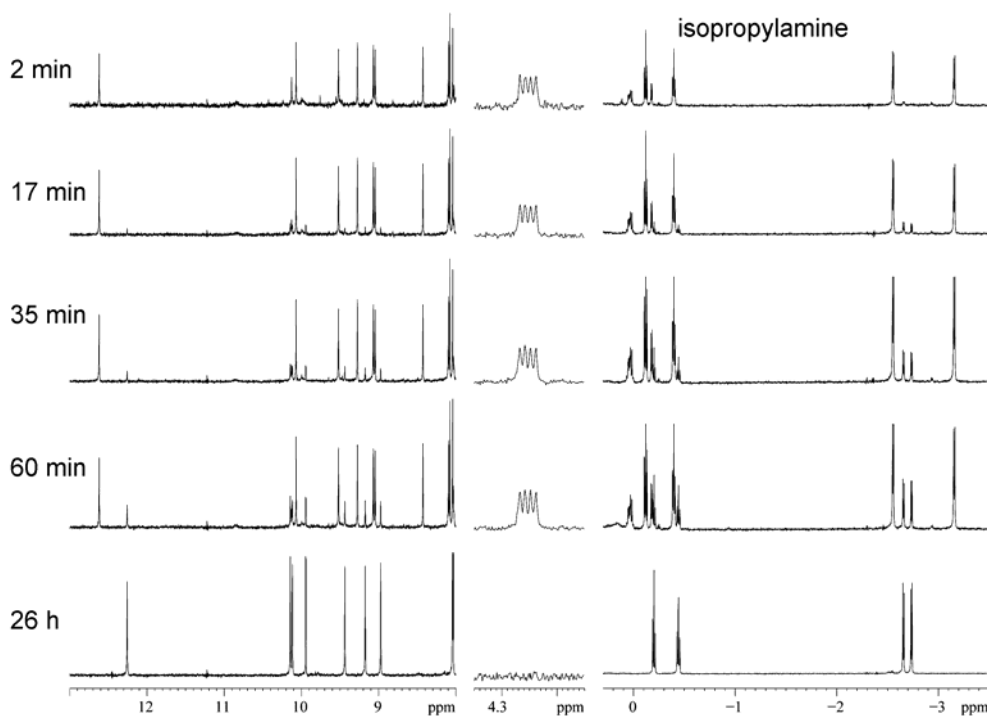 isopropylamine
2 min
17 min
35 min
60 min
26 h
12 11 10 9 ppm 4.3 ppm 0 −1 −2 −3 ppm